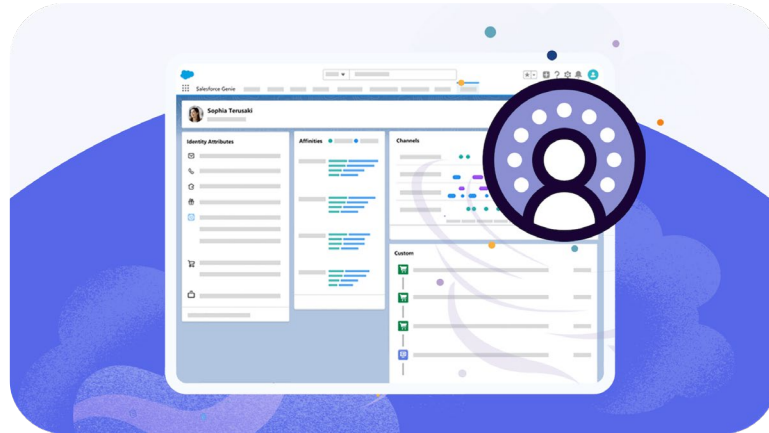 Salesforce Genie
Sophia Terusaki
Identity Attributes
Affinities
Channels
Custom